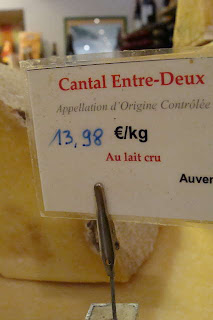 Cantal Entre-Deux
Appellation d'Origine Contrôlée
13,98 €/kg
Au lait cru
Auver